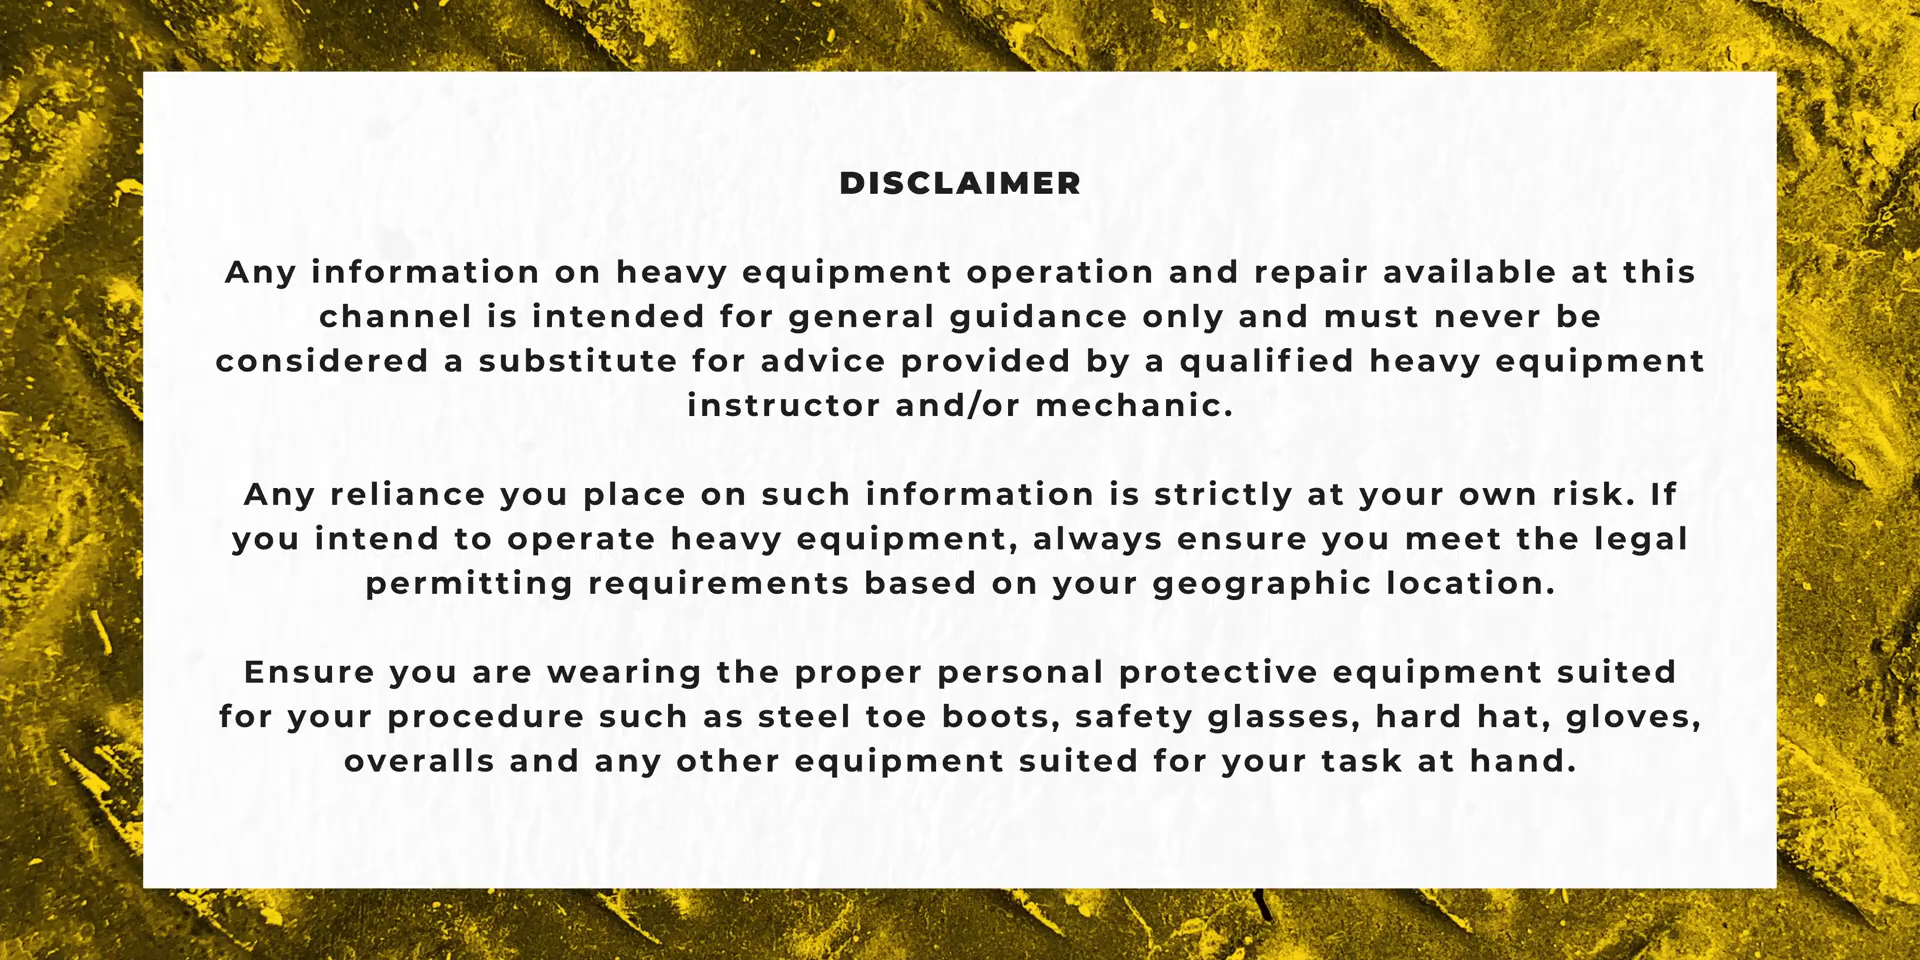 DISCLAIMER
Any information on heavy equipment operation and repair available at this
channel is intended for general guidance only and must never be
considered a substitute for advice provided by a qualified heavy equipment
instructor and/or mechanic.
Any reliance you place on such information is strictly at your own risk. If
you intend to operate heavy equipment, always ensure you meet the legal
permitting requirements based on your geographic location.
Ensure you are wearing the proper personal protective equipment suited
for your procedure such as steel toe boots, safety glasses, hard hat, gloves,
overalls and any other equipment suited for your task at hand.